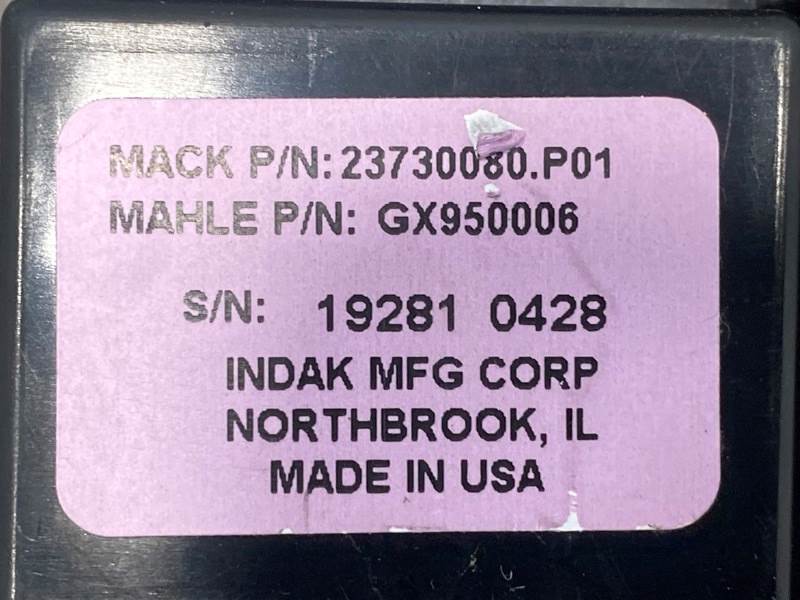 MACK P/N: 23730080.P01
MAHLE P/N: GX950006
S/N: 19281 0428
INDAK MFG CORP
NORTHBROOK, IL
MADE IN USA